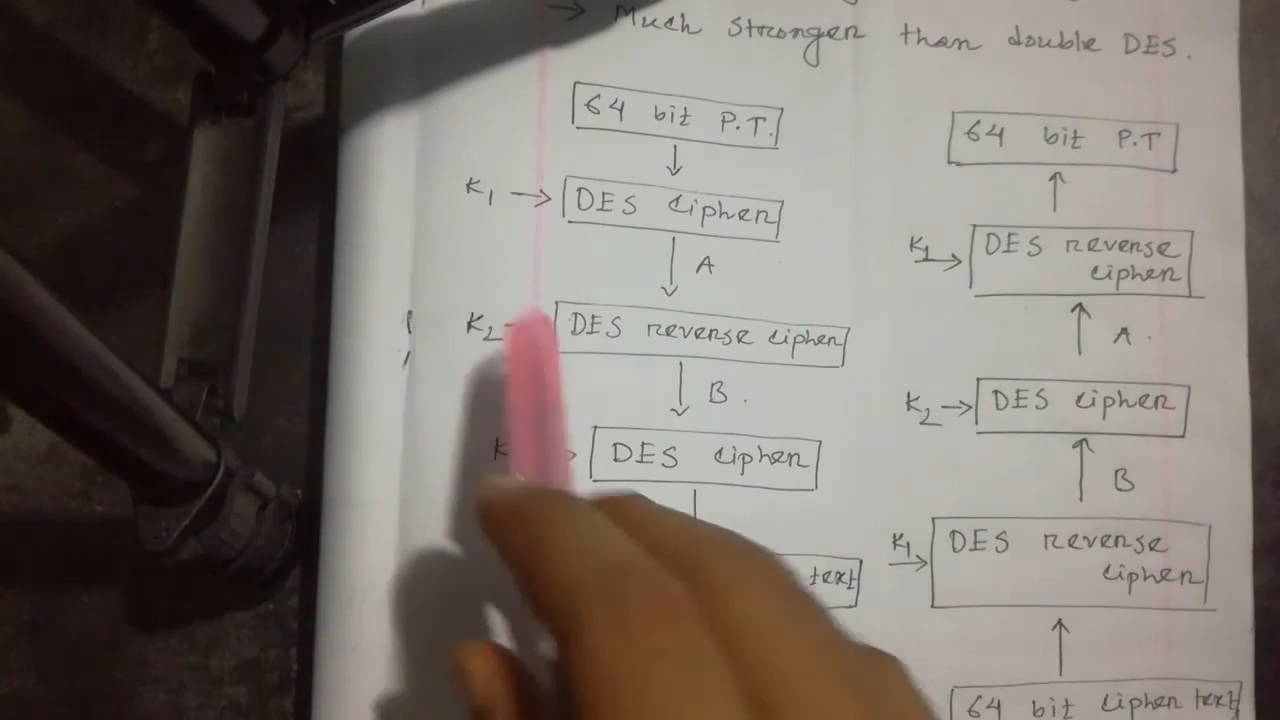 → Much stronger than double DES.
64 bit P.T.
K1 → DES cipher
A
K2 → DES reverse cipher
B.
K → DES cipher
text
64 bit P.T
K1 → DES reverse
cipher
A.
K2 → DES cipher
B
K1 → DES reverse
cipher
64 bit cipher text